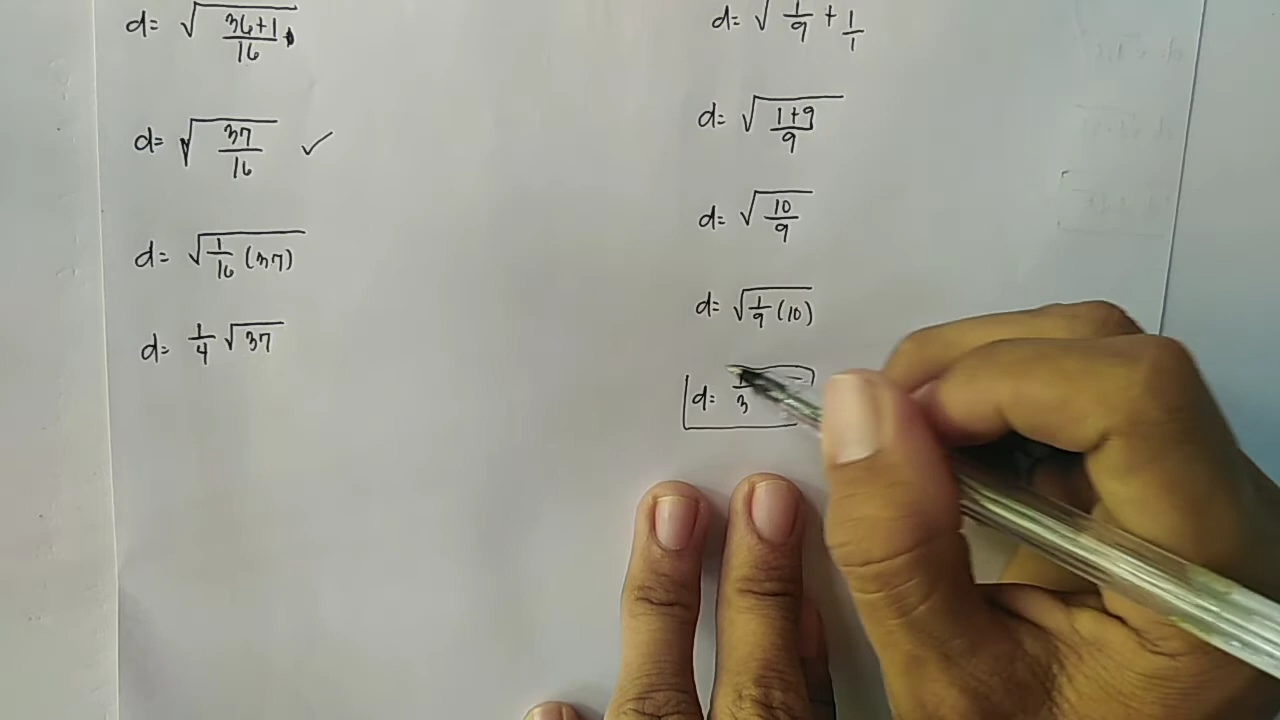 d= √(36+1/16)
d= √(37/16) ✓
d= √(1/16 (37))
d= 1/4 √37
d= √(1/9 + 1/1)
d= √(1+9/9)
d= √(10/9)
d= √(1/9 (10))
d= 1/3